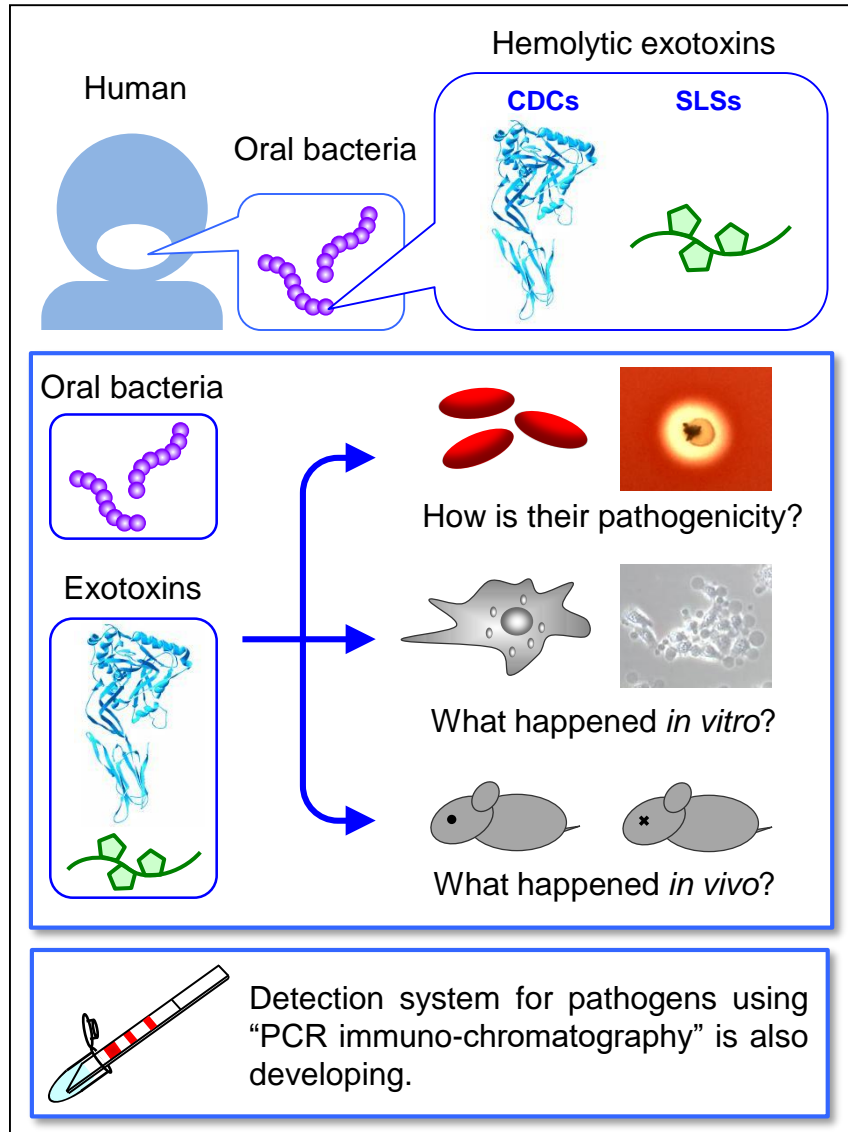 Hemolytic exotoxins
Human
CDCs
SLSs
Oral bacteria
Oral bacteria
How is their pathogenicity?
Exotoxins
What happened in vitro?
What happened in vivo?
Detection system for pathogens using
“PCR immuno-chromatography” is also
developing.